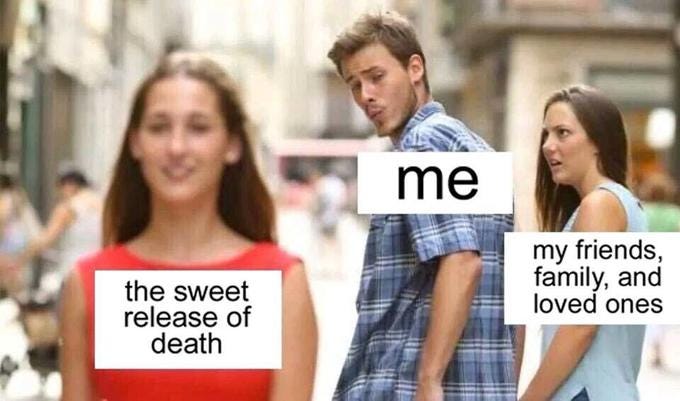 me
the sweet
release of
death
my friends,
family, and
loved ones